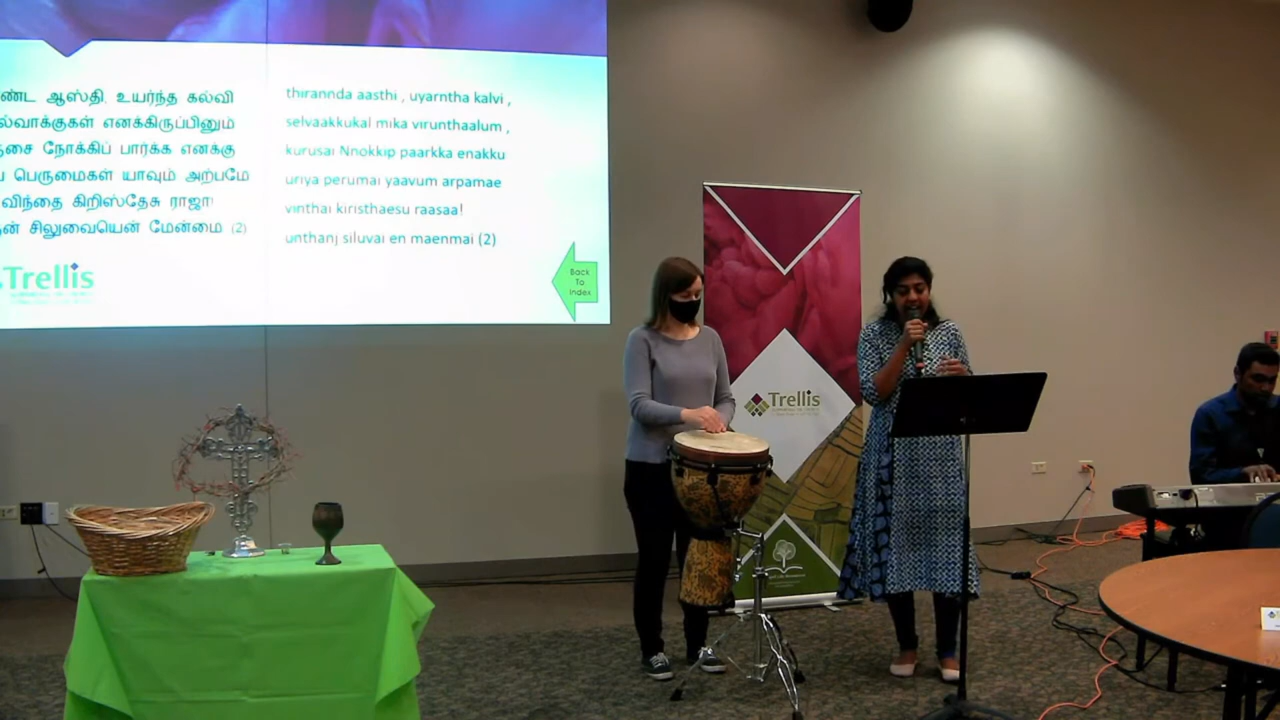 ண்ட ஆஸ்தி, உயர்ந்த கல்வி
ல்வாக்குகள் எனக்கிருப்பினும்
சை நோக்கிப் பார்க்க எனக்கு
பெருமைகள் யாவும் அற்பமே
விந்தை கிறிஸ்தேசு ராஜா!
ன் சிலுவையென் மேன்மை (2)
thirannda aasthi , uyarntha kalvi ,
selvaakkukal mika virunthaalum ,
kurusai Nnokkip paarkka enakku
uriya perumai yaavum arpamae
vinthai kiristhaesu raasaa!
unthanj siluvai en maenmai (2)
Trellis
Back
To
Index
Trellis